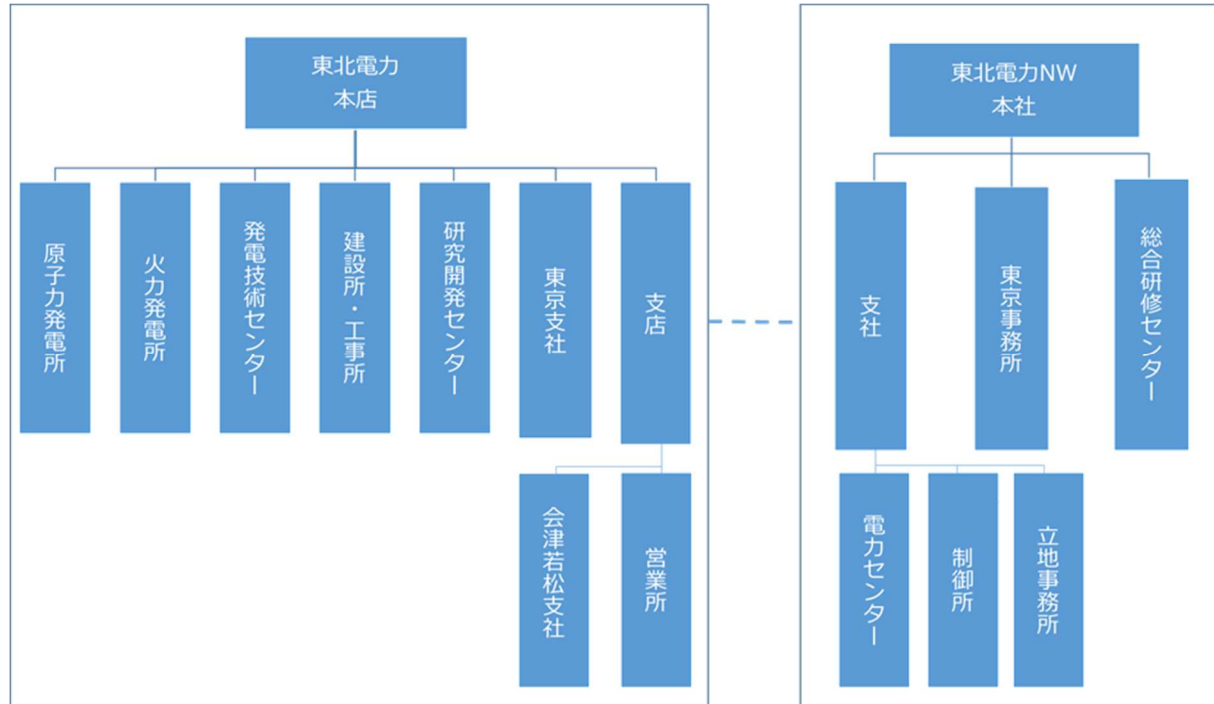 東北電力
本店
原子力発電所
火力発電所
発電技術センター
建設所・工事所
研究開発センター
東京支社
支店
会津若松支社
営業所
東北電力NW
本社
支社
東京事務所
総合研修センター
電力センター
制御所
立地事務所